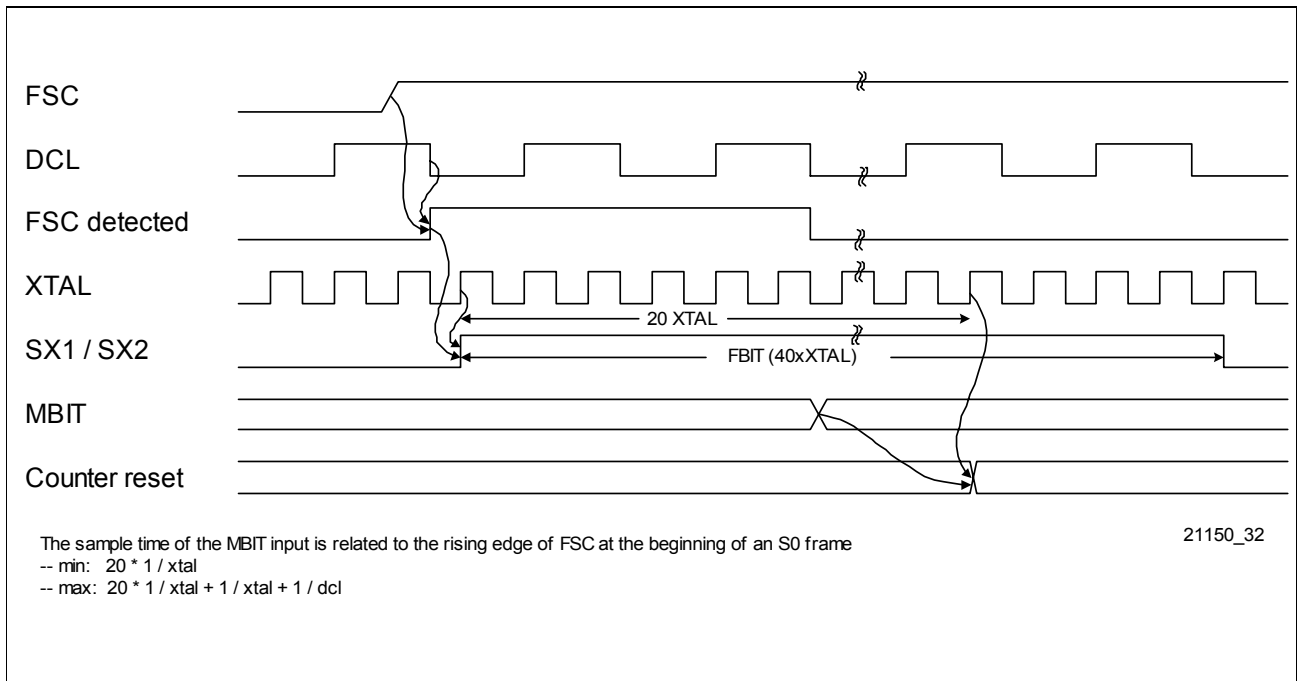 FSC
DCL
FSC detected
XTAL
20 XTAL
SX1 / SX2
FBIT (40xXTAL)
MBIT
Counter reset
The sample time of the MBIT input is related to the rising edge of FSC at the beginning of an S0 frame
-- min: 20 * 1 / xtal
-- max: 20 * 1 / xtal + 1 / xtal + 1 / dcl
21150_32